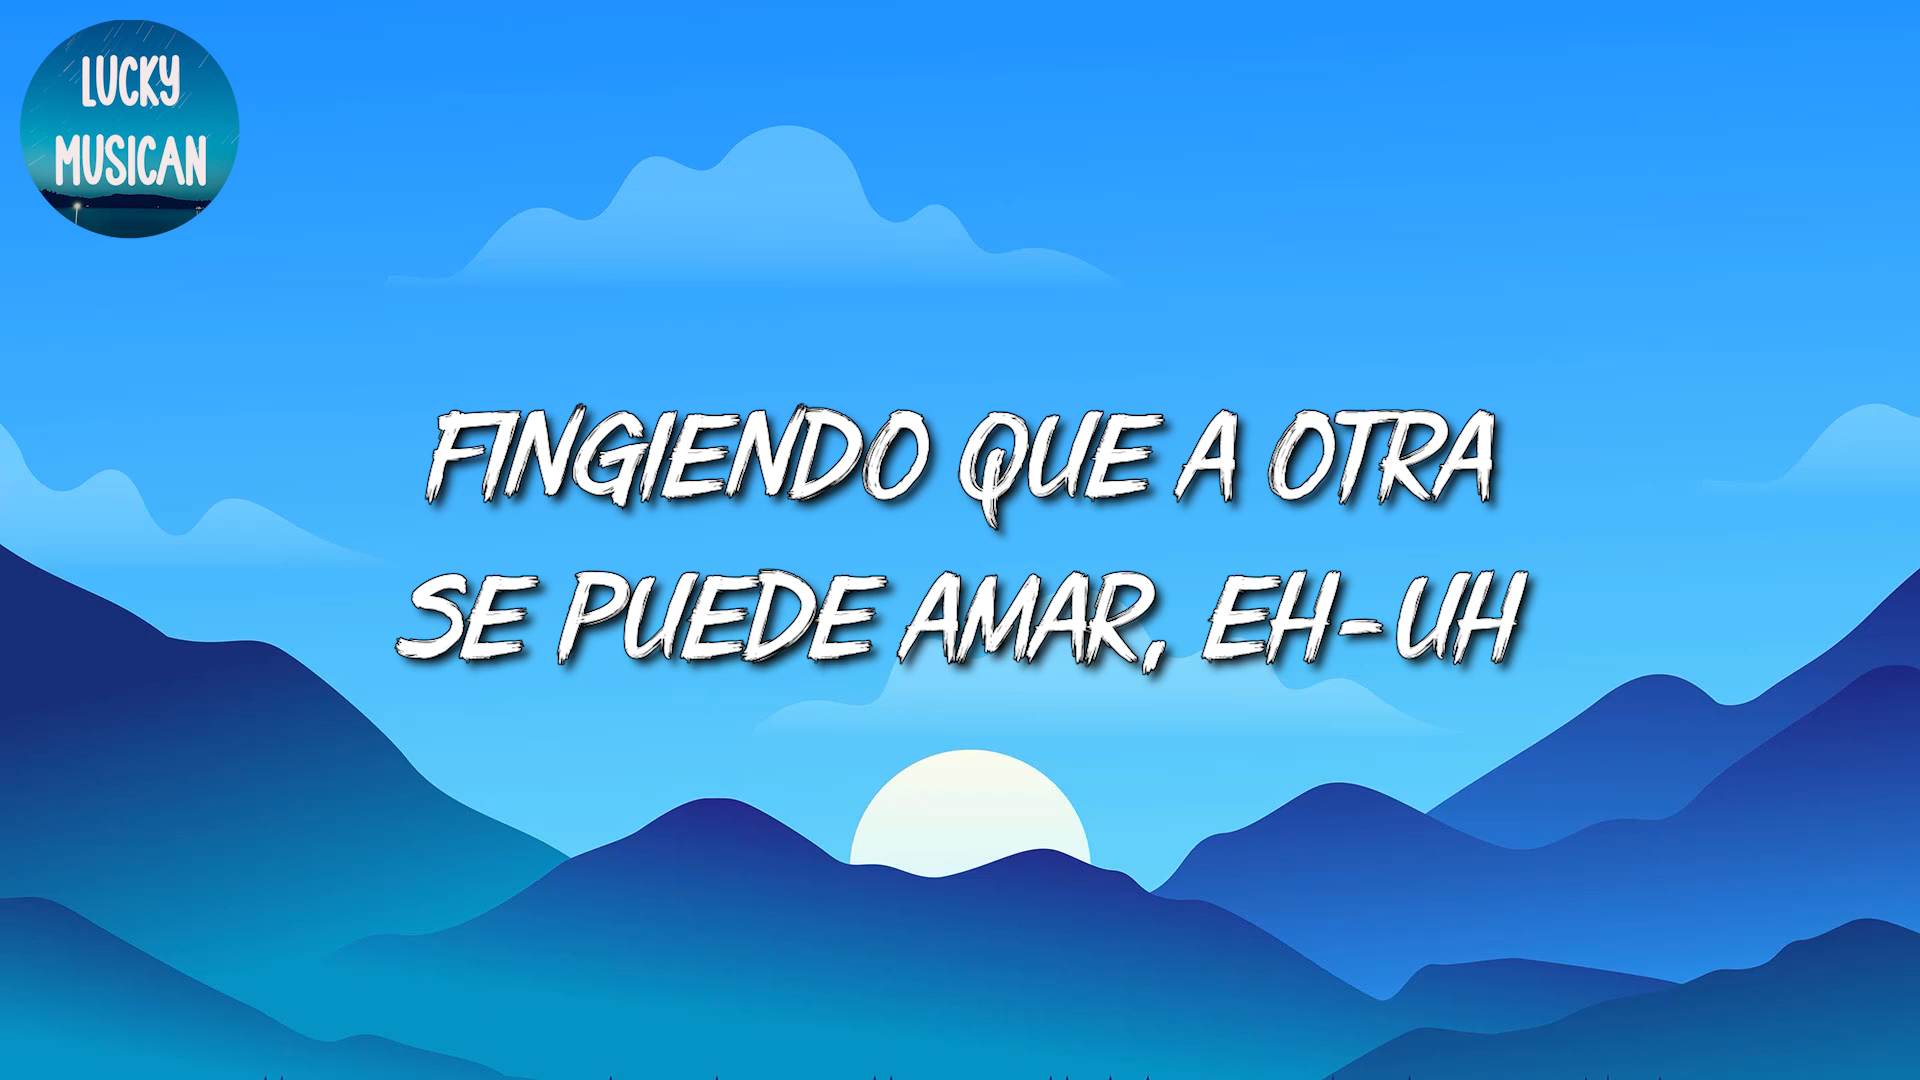 LUCKY
MUSICAN
FINGIENDO QUE A OTRA
SE PUEDE AMAR, EH-UH